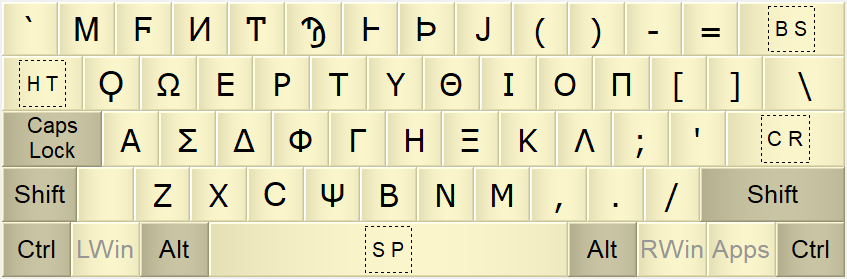 ` Ϻ Ϝ Ͷ Ͳ Ϡ Ͱ Ϸ Ϳ ( ) - = BS
HT Ϙ Ω Ε Ρ Τ Υ Θ Ι Ο Π [ ] \
Caps Lock Α Σ Δ Φ Γ Η Ξ Κ Λ ; ' CR
Shift Ζ Χ Ϲ Ψ Β Ν Μ , . / Shift
Ctrl LWin Alt SP Alt RWin Apps Ctrl